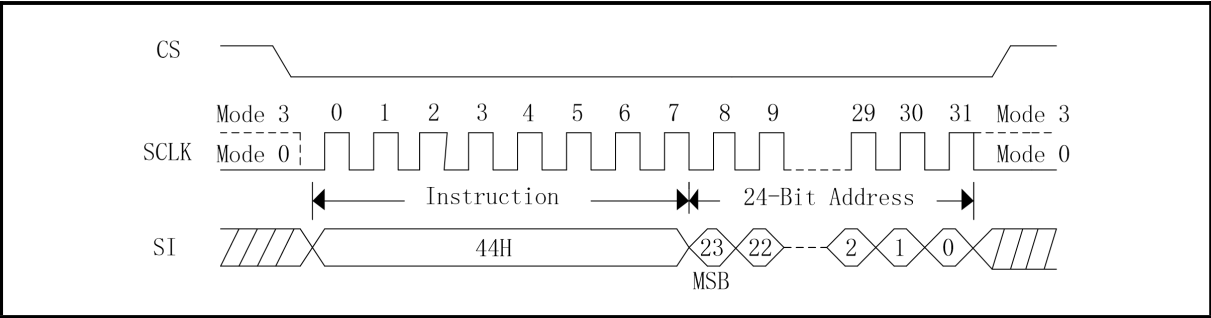 CS
Mode 3 0 1 2 3 4 5 6 7 8 9 29 30 31 Mode 3
SCLK Mode 0 Mode 0
Instruction 24-Bit Address
SI 44H 23 22 2 1 0
MSB